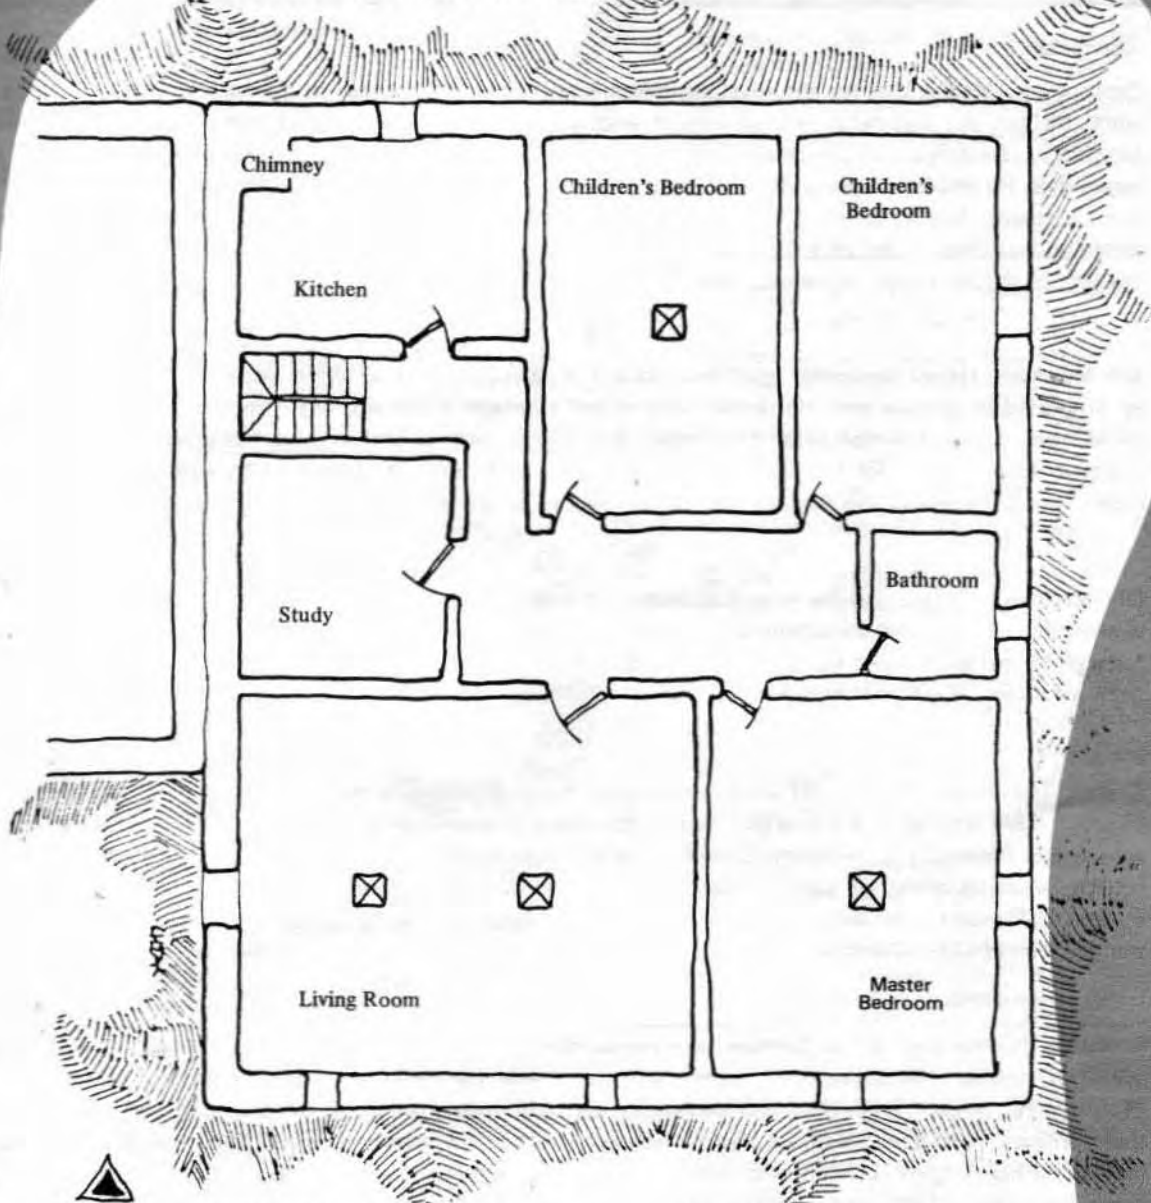 Chimney
Children's Bedroom
Children's
Bedroom
Kitchen
Bathroom
Study
Living Room
Master
Bedroom